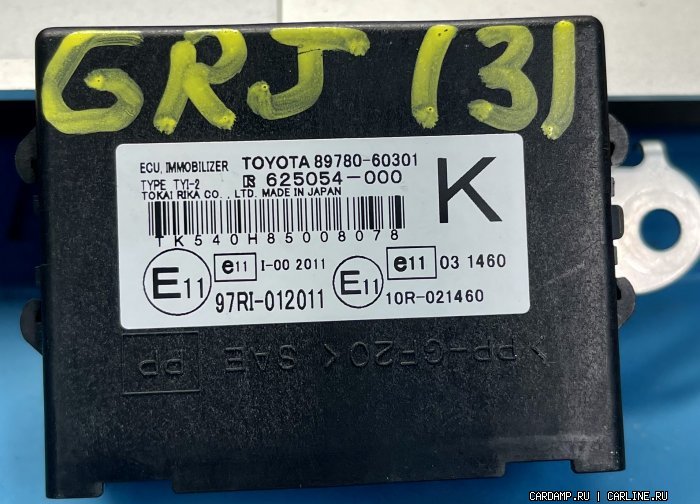 GRJ 131
ECU, IMMOBILIZER TOYOTA 89780-60301
TYPE TYI-2 625054-000
TOKAI RIKA CO., LTD. MADE IN JAPAN
K
TK540H85008078
E11 e11 I-00 2011 E11 e11 03 1460
97RI-012011 10R-021460
>PP-GF20< SAE PP
CARDAMP.RU | CARLINE.RU